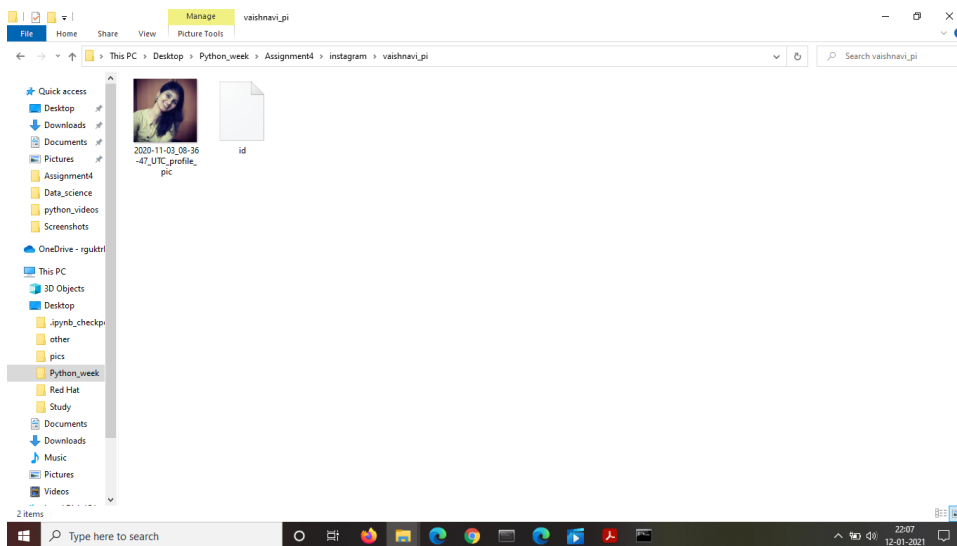 Manage
vaishnavi_pi
File
Home
Share
View
Picture Tools
This PC > Desktop > Python_week > Assignment4 > instagram > vaishnavi_pi
Search vaishnavi_pi
Quick access
Desktop
Downloads
Documents
Pictures
Assignment4
Data_science
python_videos
Screenshots
OneDrive - rguktrl
This PC
3D Objects
Desktop
.ipynb_checkp
other
pics
Python_week
Red Hat
Study
Documents
Downloads
Music
Pictures
Videos
2020-11-03_08-36
-47_UTC_profile_
pic
id
2 items
Type here to search
22:07
12-01-2021